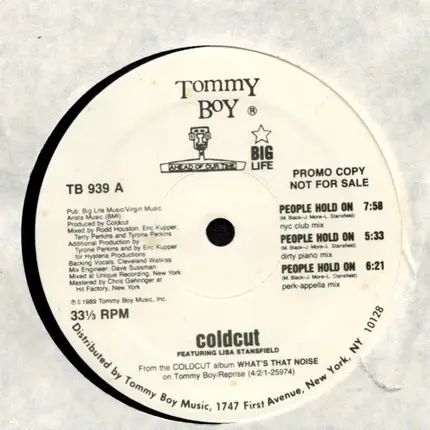 Tommy
Boy ®
AHEAD OF OUR TIME
BIG
LIFE
TB 939 A
PROMO COPY
NOT FOR SALE
Pub: Big Life Music/Virgin Music
Arista Music (BMI)
Produced by Coldcut
Mixed by Rodd Houston, Eric Kupper,
Terry Perkins and Tyrone Perkins
Additional Production by
Tyrone Perkins and by Eric Kupper
for Hysteria Productions
Backing Vocals: Cleveland Watkiss
Mix Engineer: Dave Sussman
Mixed at Unique Recording, New York
Mastered by Chris Gehringer at
Hit Factory, New York
℗ © 1989 Tommy Boy Music, Inc.
33⅓ RPM
PEOPLE HOLD ON 7:58
(M. Black-J. More-L. Stansfield)
nyc club mix
PEOPLE HOLD ON 5:33
(M. Black-J. More-L. Stansfield)
dirty piano mix
PEOPLE HOLD ON 6:21
(M. Black-J. More-L. Stansfield)
perk-appella mix
coldcut
FEATURING LISA STANSFIELD
From the COLDCUT album WHAT'S THAT NOISE
on Tommy Boy/Reprise (4/2/1-25974)
Distributed by Tommy Boy Music, 1747 First Avenue, New York, NY 10128